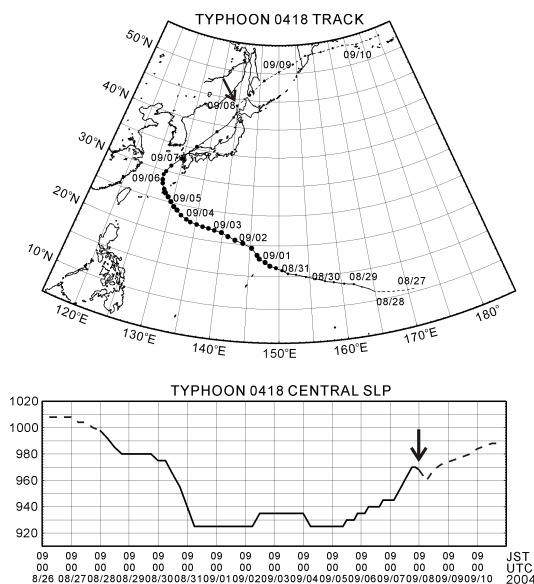 TYPHOON 0418 TRACK
50°N
40°N
30°N
20°N
10°N
09/10
09/09
09/08
09/07
09/06
09/05
09/04
09/03
09/02
09/01
08/31
08/30
08/29
08/28
08/27
120°E
130°E
140°E
150°E
160°E
170°E
180°
TYPHOON 0418 CENTRAL SLP
1020
1000
980
960
940
920
09 09 09 09 09 09 09 09 09 09 09 09 09 09 09 09 JST
00 00 00 00 00 00 00 00 00 00 00 00 00 00 00 00 UTC
8/26 08/27 08/28 08/29 08/30 08/31 09/01 09/02 09/03 09/04 09/05 09/06 09/07 09/08 09/09 09/10 2004